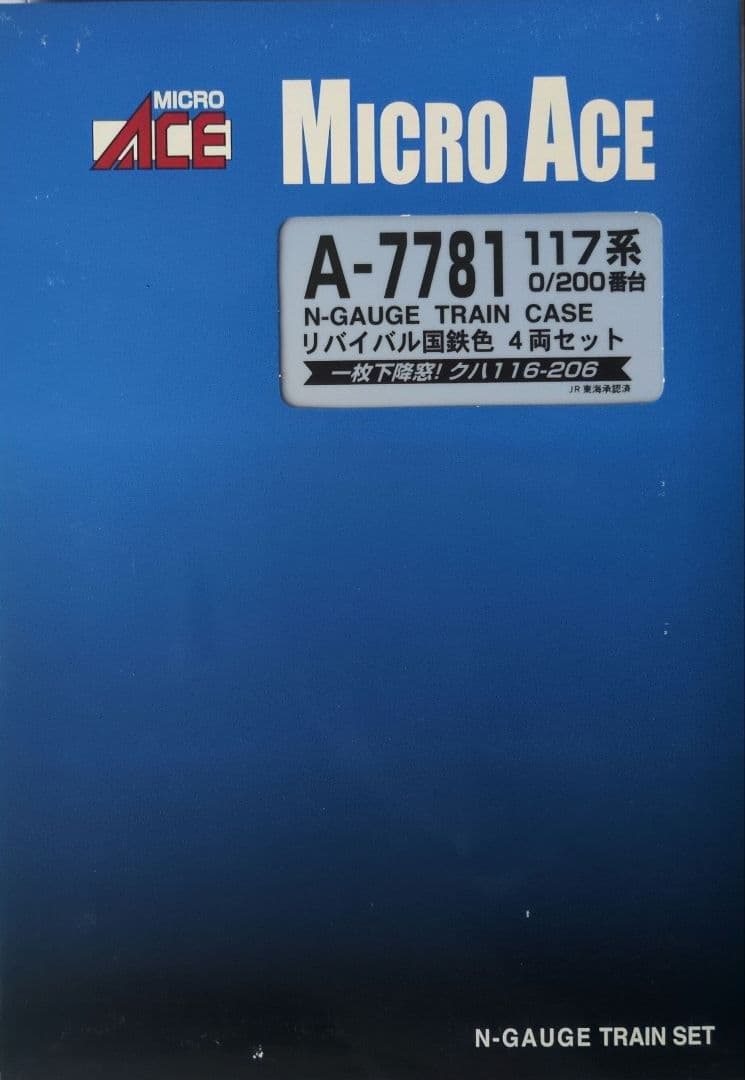 MICRO
ACE
MICRO ACE
A-7781 117系
0/200番台
N-GAUGE TRAIN CASE
リバイバル国鉄色 4両セット
一枚下降窓!クハ116-206
JR東海承認済
N-GAUGE TRAIN SET